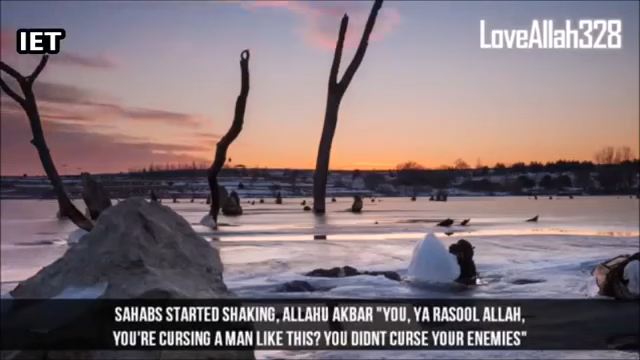 IET
LoveAllah328
SAHABS STARTED SHAKING, ALLAHU AKBAR "YOU, YA RASOOL ALLAH,
YOU'RE CURSING A MAN LIKE THIS? YOU DIDNT CURSE YOUR ENEMIES"